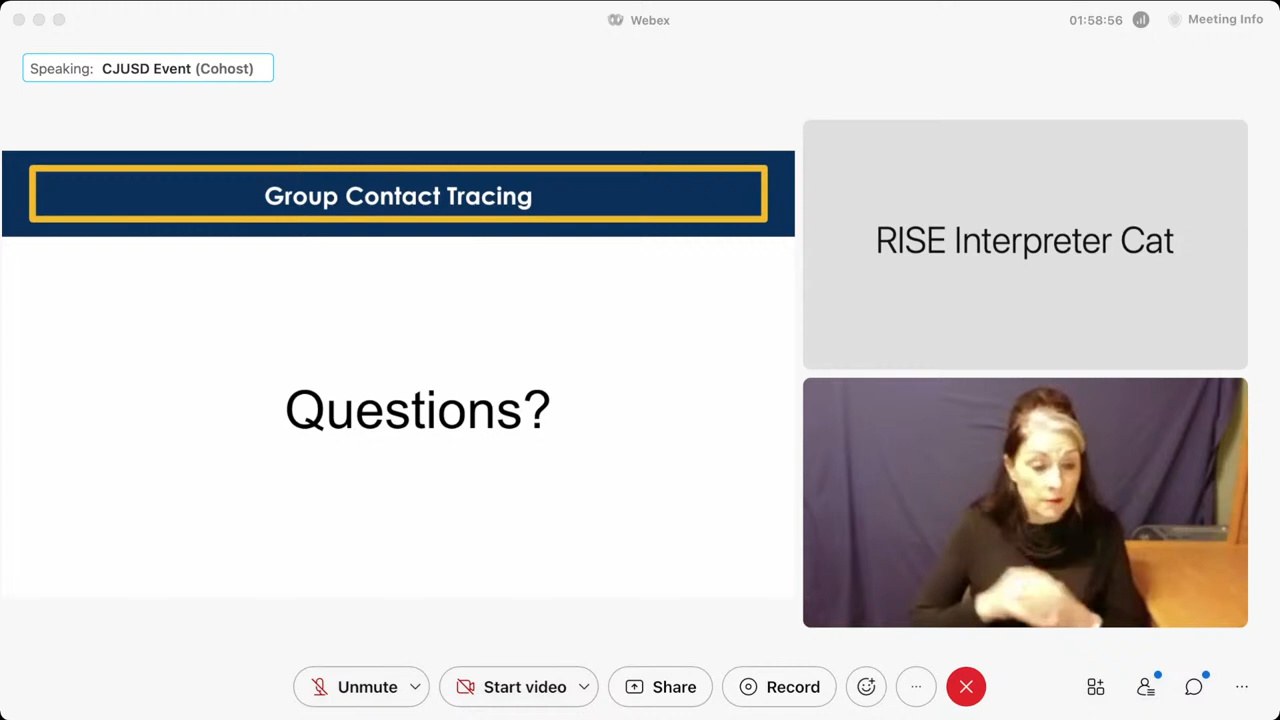 Webex
01:58:56
Meeting Info
Speaking: CJUSD Event (Cohost)
Group Contact Tracing
Questions?
RISE Interpreter Cat
Unmute
Start video
Share
Record